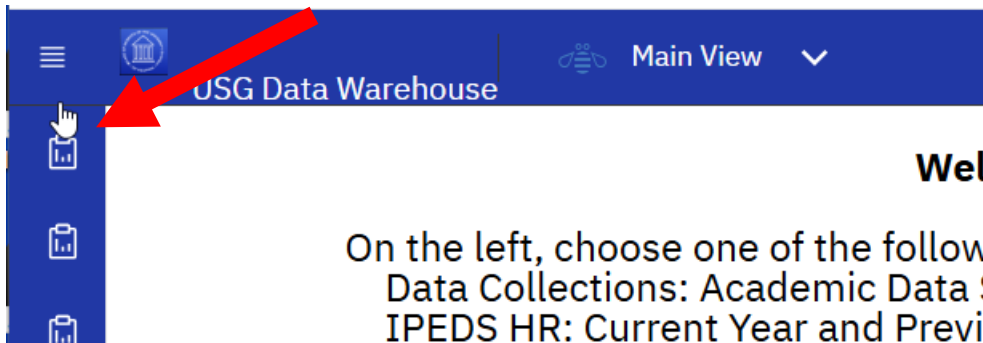 Main View
USG Data Warehouse
Wel
On the left, choose one of the follow
Data Collections: Academic Data
IPEDS HR: Current Year and Previ